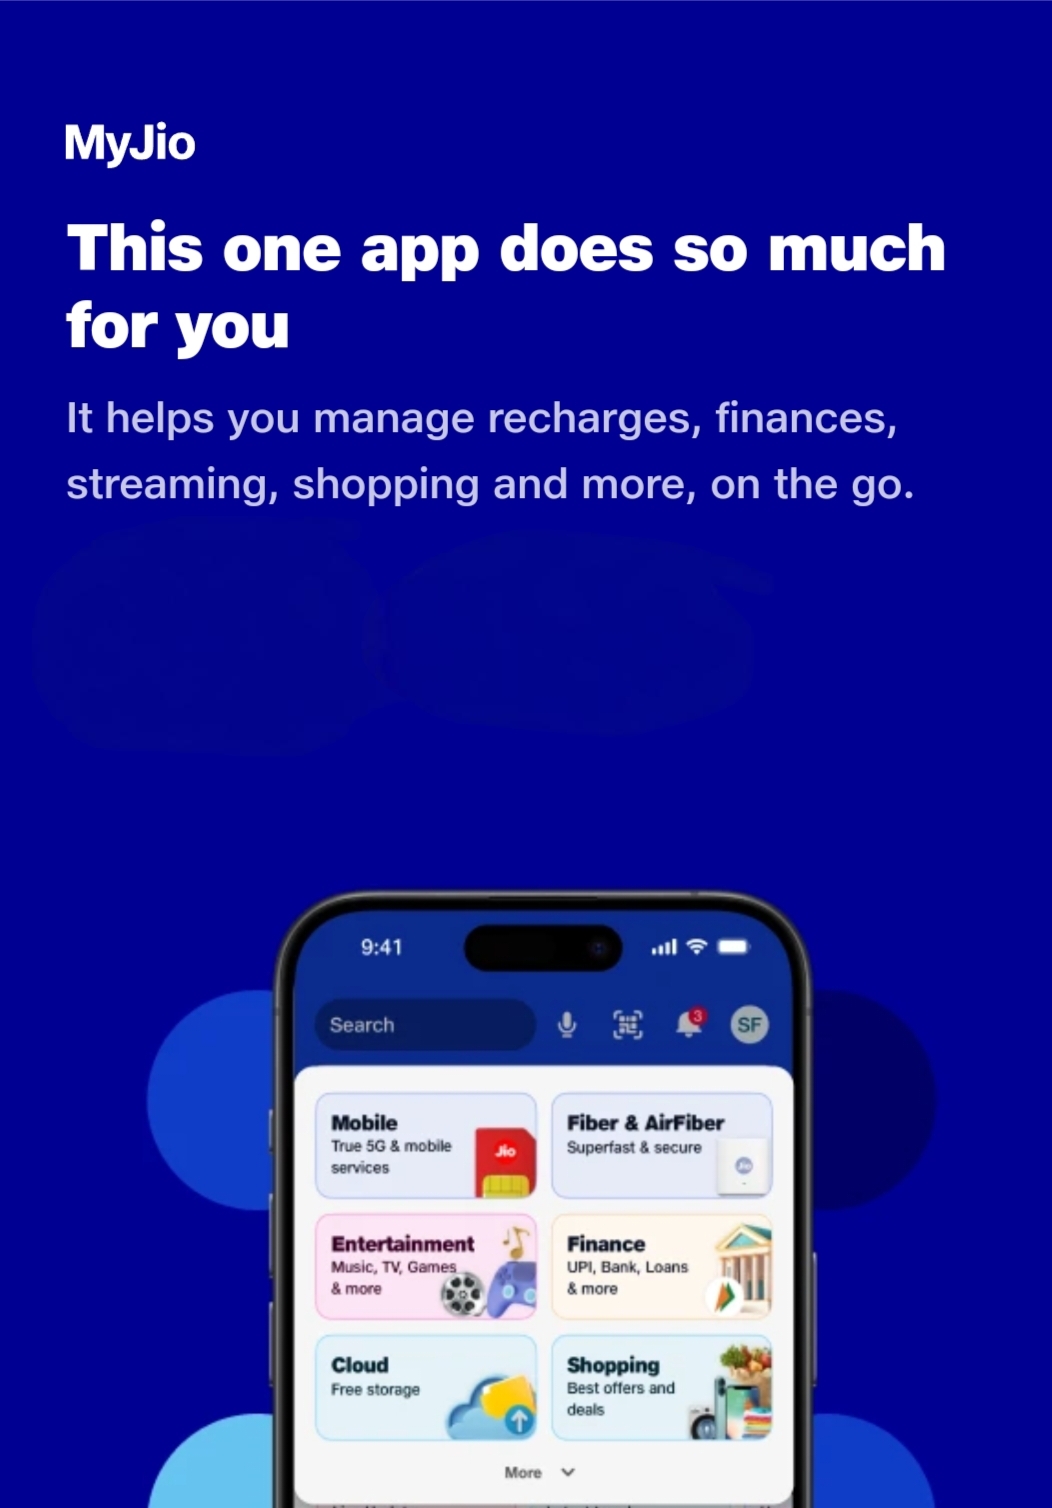 MyJio
This one app does so much
for you
It helps you manage recharges, finances,
streaming, shopping and more, on the go.
9:41
Search
3
SF
Mobile
True 5G & mobile
services
Jio
Fiber & AirFiber
Superfast & secure
Jio
Entertainment
Music, TV, Games
& more
Finance
UPI, Bank, Loans
& more
Cloud
Free storage
Shopping
Best offers and
deals
More